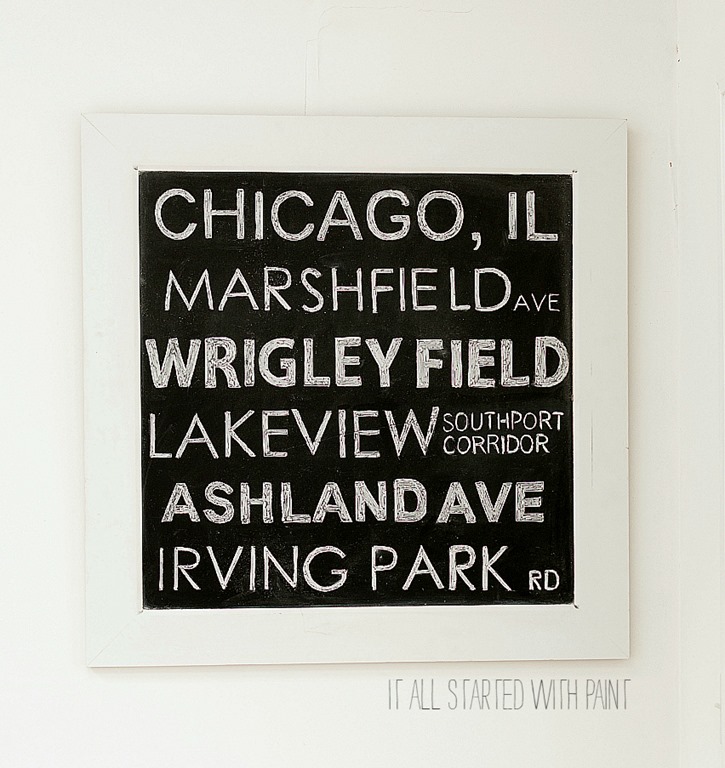 CHICAGO, IL
MARSHFIELD AVE
WRIGLEY FIELD
LAKEVIEW SOUTHPORT CORRIDOR
ASHLAND AVE
IRVING PARK RD
IT ALL STARTED WITH PAINT